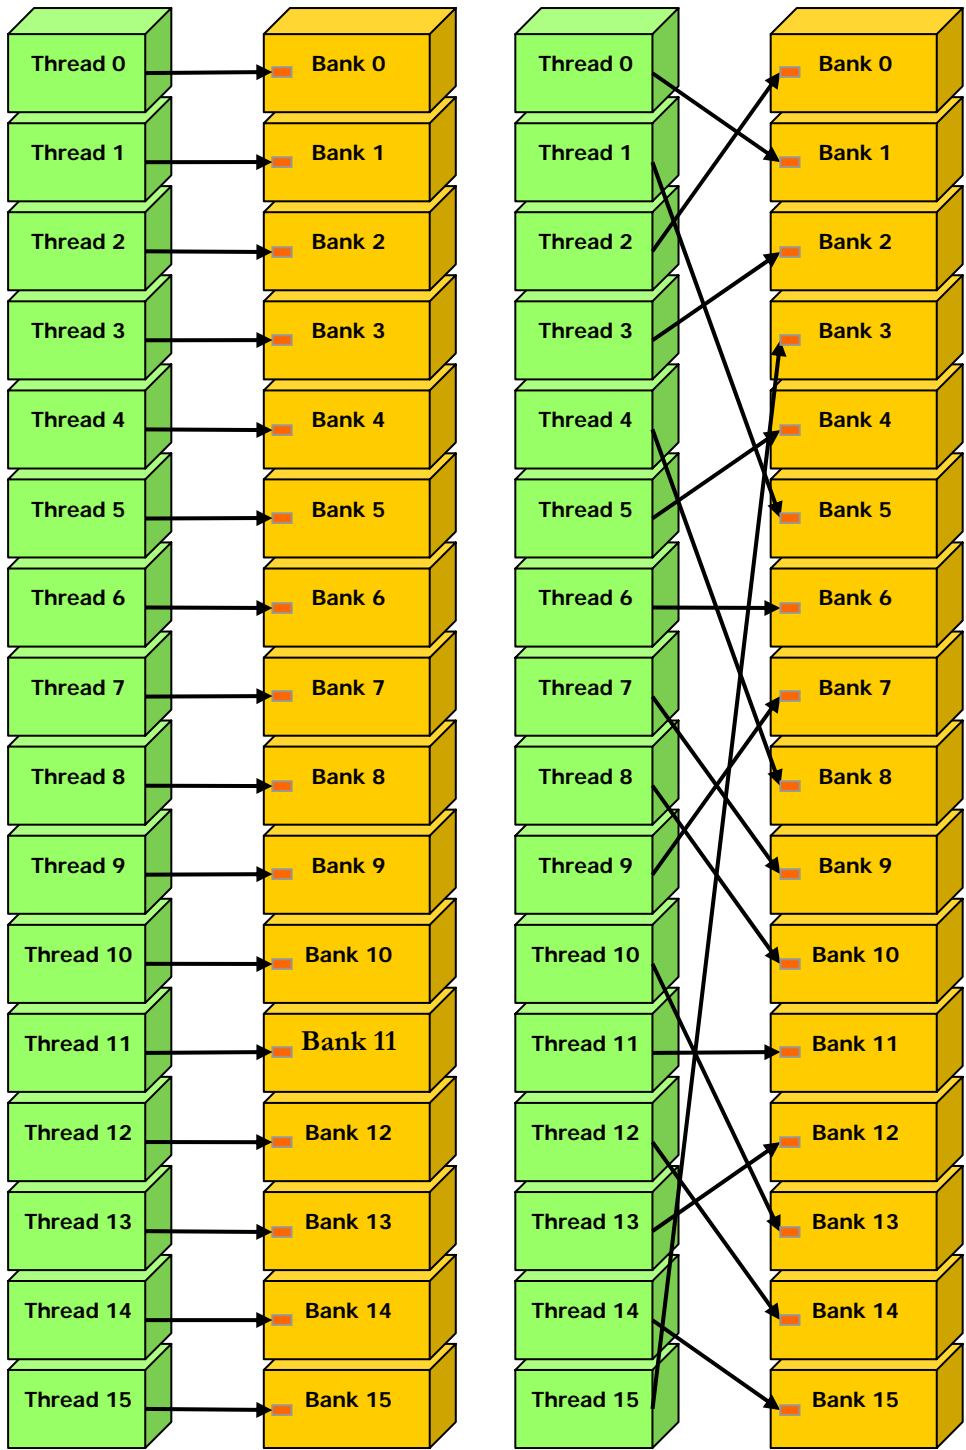 Thread 0 Bank 0 Thread 0 Bank 0
Thread 1 Bank 1 Thread 1 Bank 1
Thread 2 Bank 2 Thread 2 Bank 2
Thread 3 Bank 3 Thread 3 Bank 3
Thread 4 Bank 4 Thread 4 Bank 4
Thread 5 Bank 5 Thread 5 Bank 5
Thread 6 Bank 6 Thread 6 Bank 6
Thread 7 Bank 7 Thread 7 Bank 7
Thread 8 Bank 8 Thread 8 Bank 8
Thread 9 Bank 9 Thread 9 Bank 9
Thread 10 Bank 10 Thread 10 Bank 10
Thread 11 Bank 11 Thread 11 Bank 11
Thread 12 Bank 12 Thread 12 Bank 12
Thread 13 Bank 13 Thread 13 Bank 13
Thread 14 Bank 14 Thread 14 Bank 14
Thread 15 Bank 15 Thread 15 Bank 15